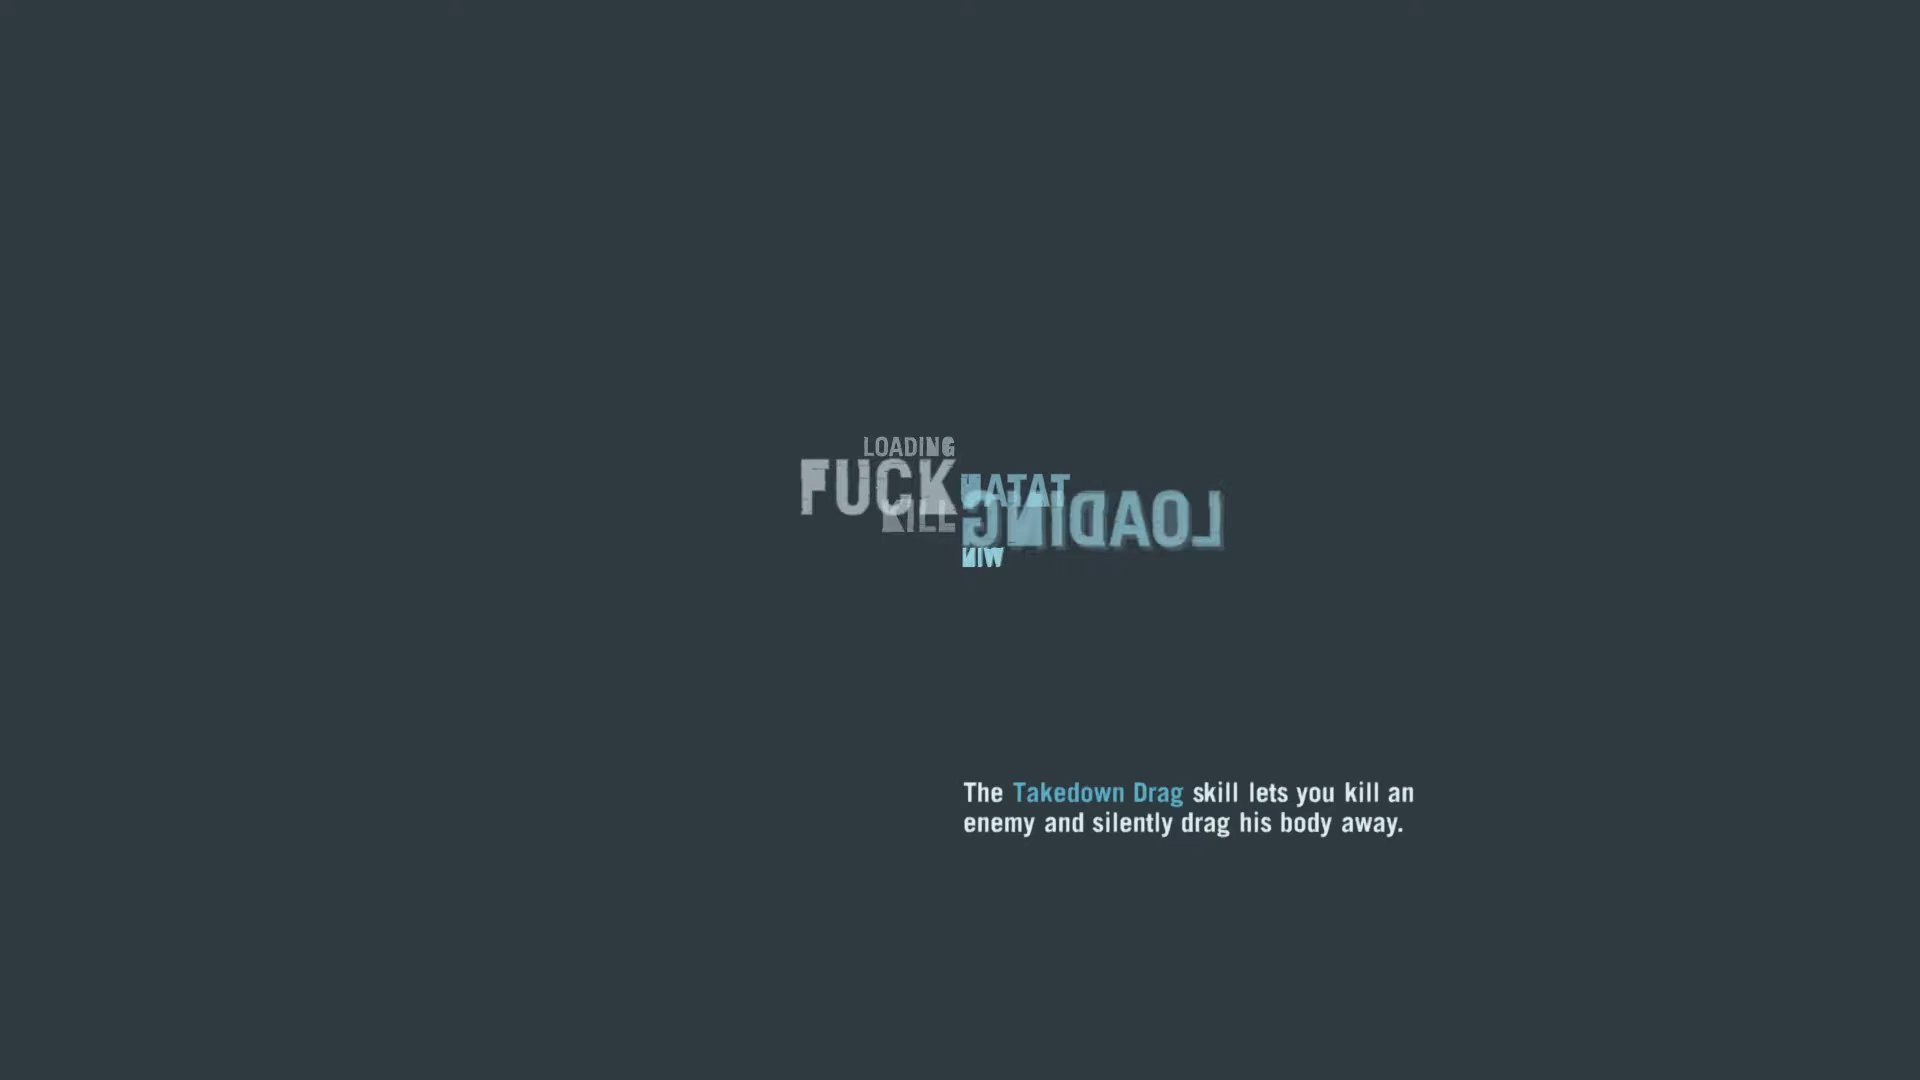 LOADING
FUCK
KILL
HATAT
LOADING
WIN
The Takedown Drag skill lets you kill an
enemy and silently drag his body away.